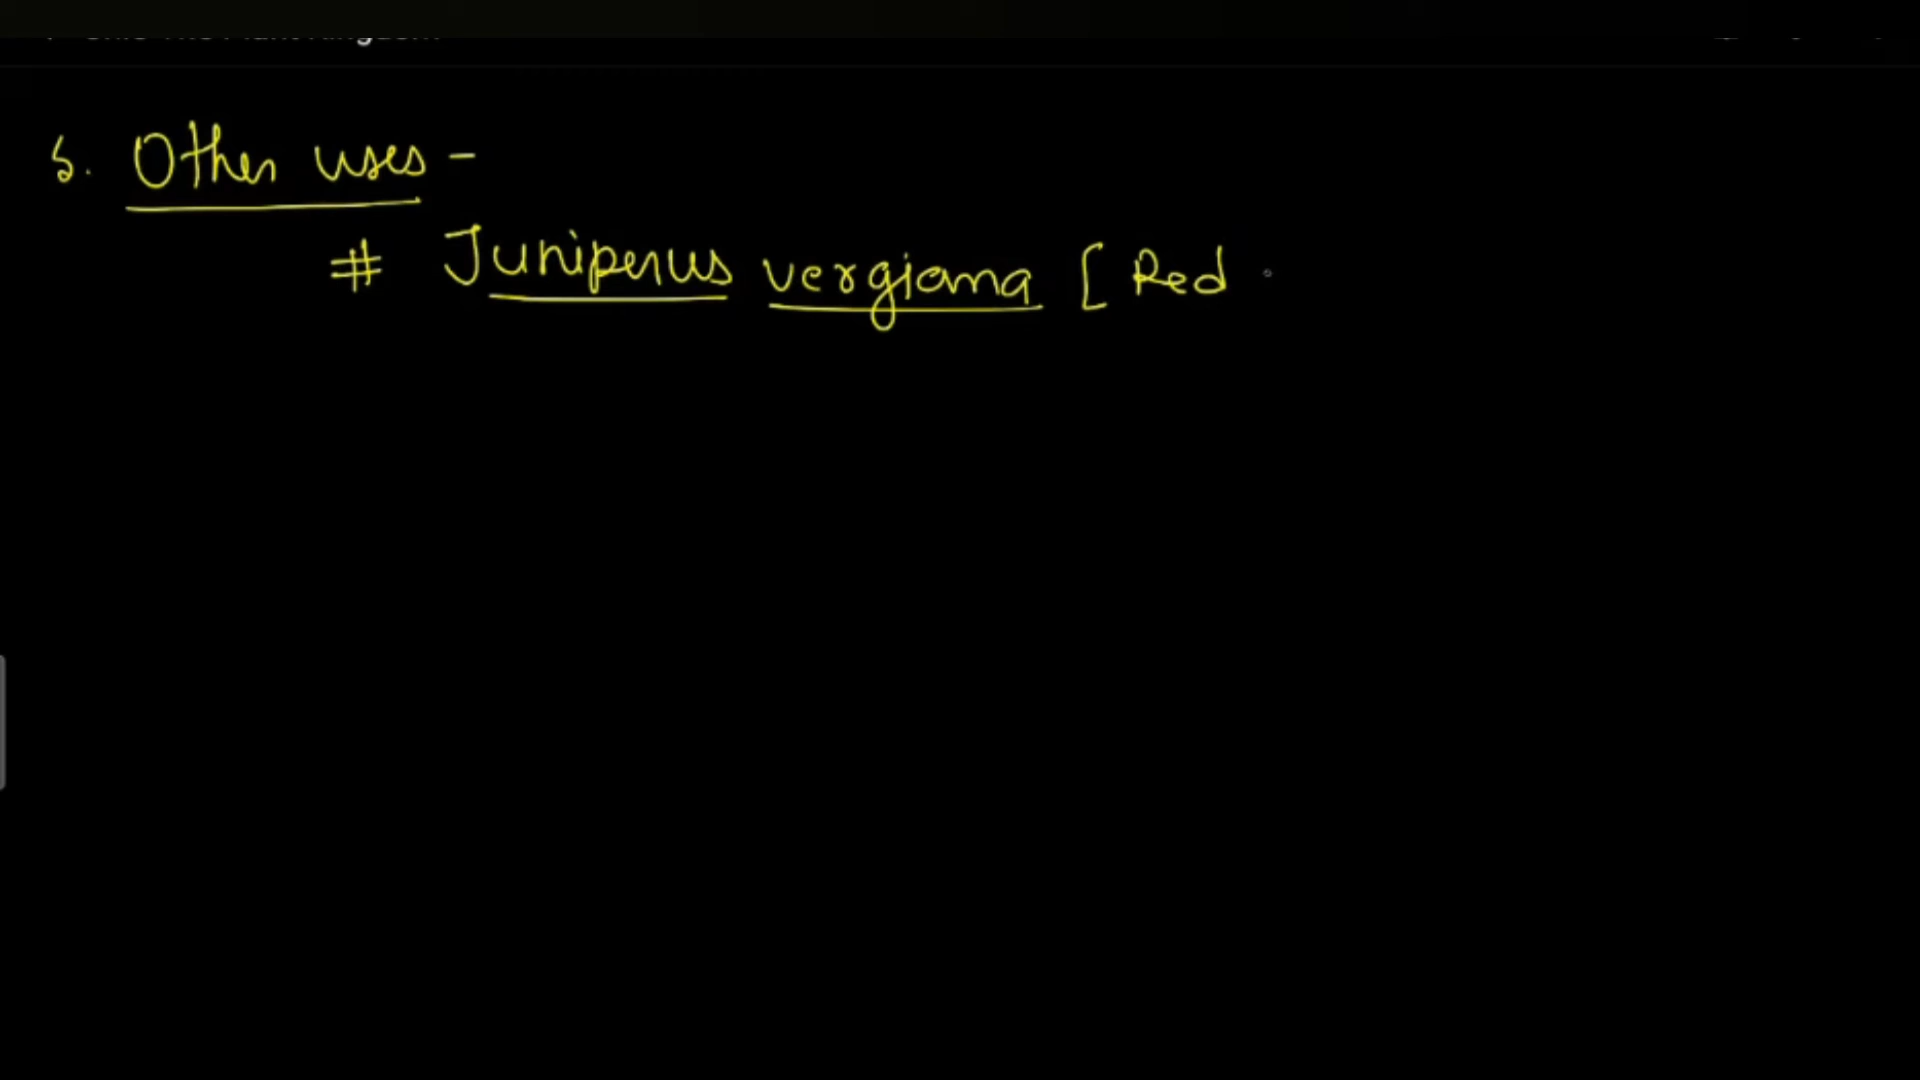 5. Other uses -
# Juniperus vergiana [ Red